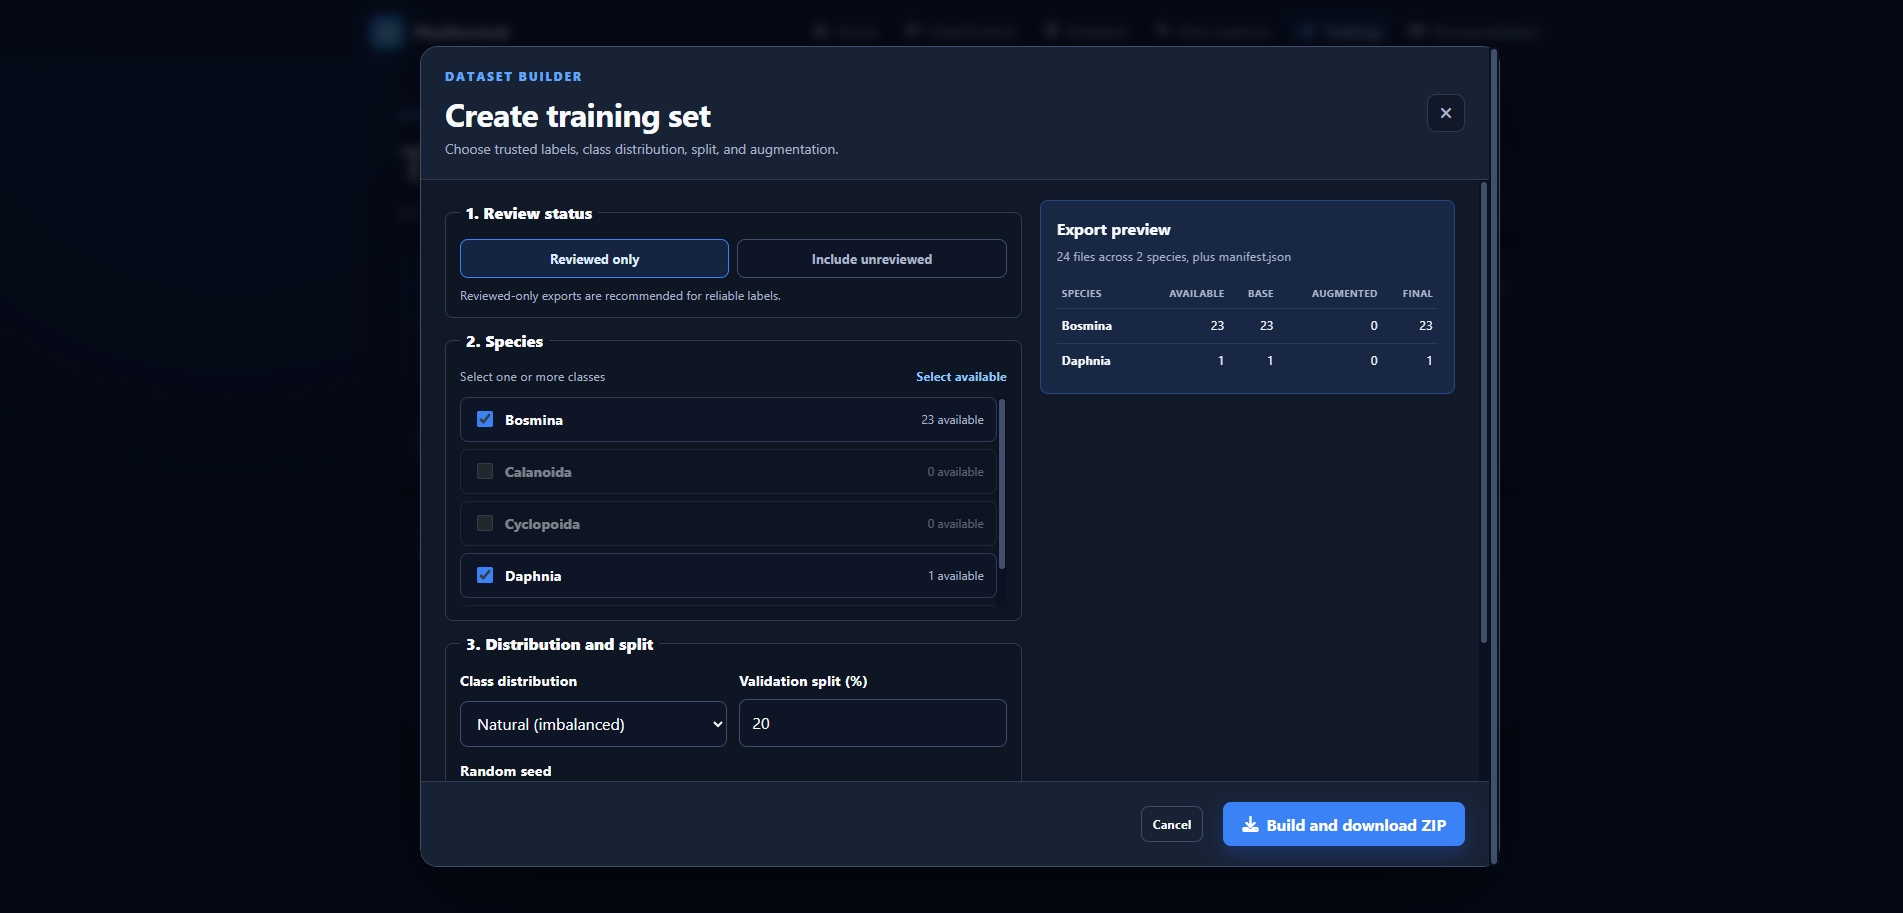 DATASET BUILDER
Create training set
Choose trusted labels, class distribution, split, and augmentation.
1. Review status
Reviewed only
Include unreviewed
Reviewed-only exports are recommended for reliable labels.
2. Species
Select one or more classes
Select available
Bosmina 23 available
Calanoida 0 available
Cyclopoida 0 available
Daphnia 1 available
3. Distribution and split
Class distribution
Validation split (%)
Natural (imbalanced)
20
Random seed
Export preview
24 files across 2 species, plus manifest.json
SPECIES AVAILABLE BASE AUGMENTED FINAL
Bosmina 23 23 0 23
Daphnia 1 1 0 1
Cancel
Build and download ZIP